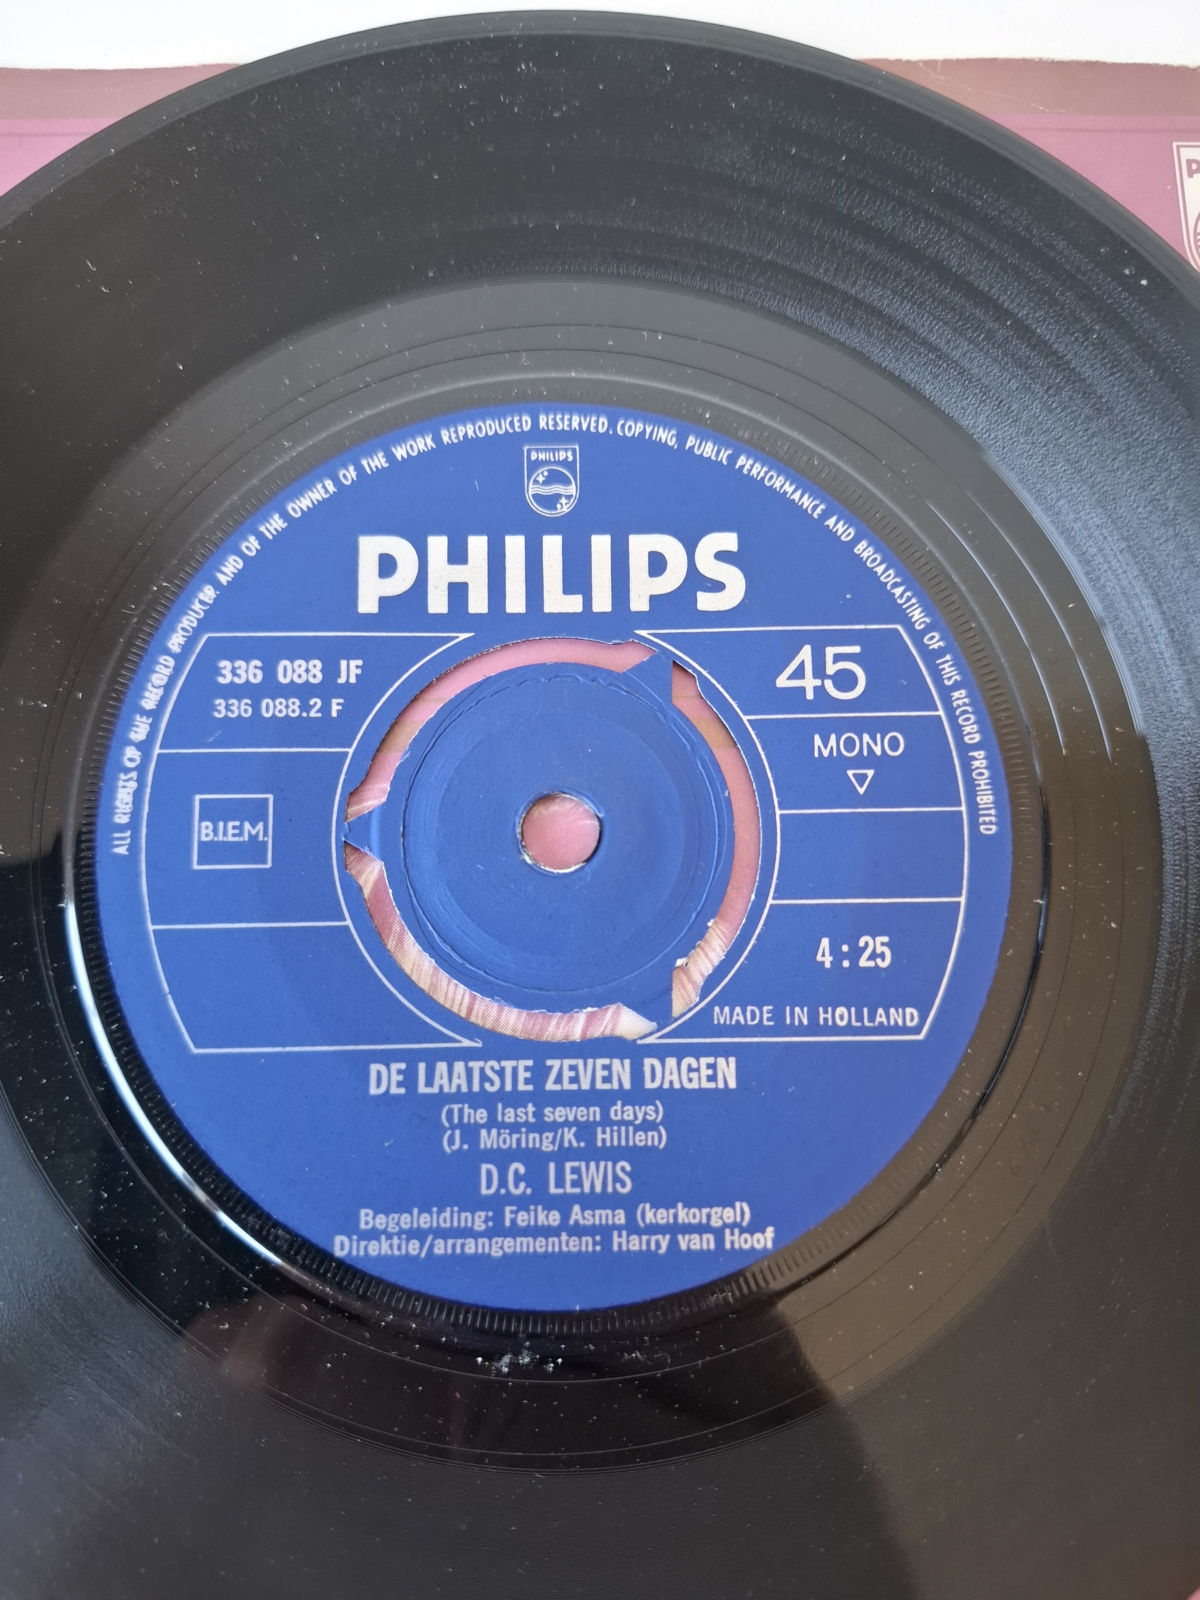 ALL RIGHTS OF THE RECORD PRODUCER AND OF THE OWNER OF THE WORK REPRODUCED RESERVED. COPYING, PUBLIC PERFORMANCE AND BROADCASTING OF THIS RECORD PROHIBITED
PHILIPS
PHILIPS
336 088 JF
336 088.2 F
B.I.E.M.
45
MONO
4:25
MADE IN HOLLAND
DE LAATSTE ZEVEN DAGEN
(The last seven days)
(J. Möring/K. Hillen)
D.C. LEWIS
Begeleiding: Feike Asma (kerkorgel)
Direktie/arrangementen: Harry van Hoof